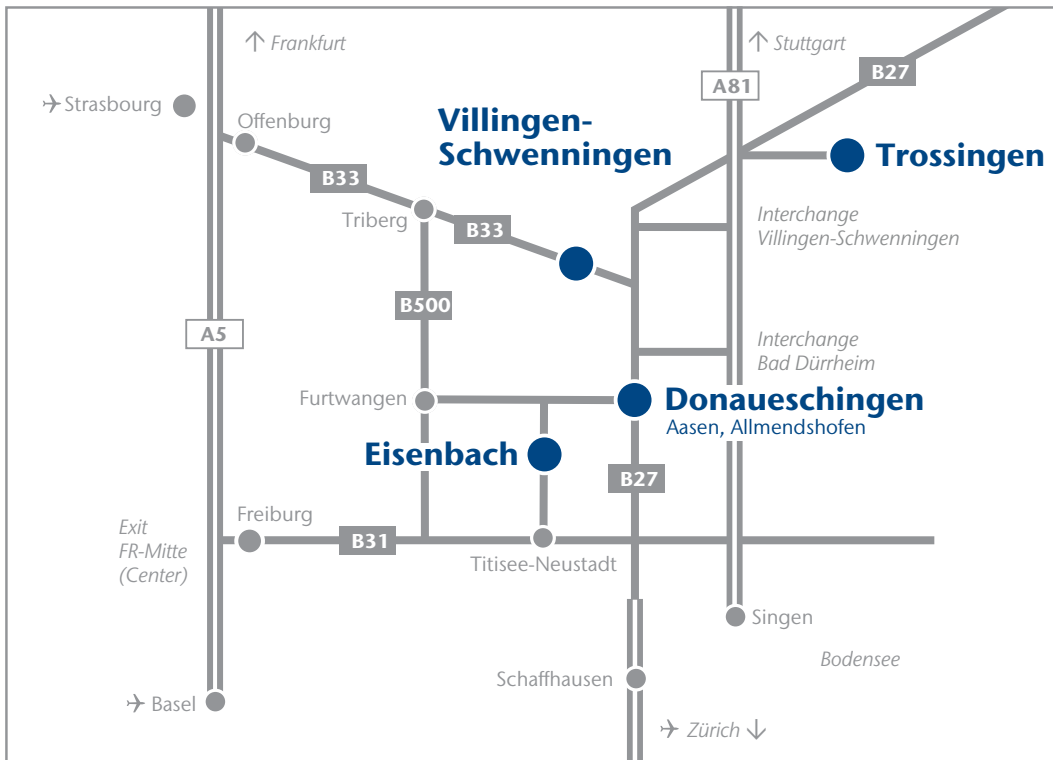 ↑ Frankfurt
↑ Stuttgart
B27
A81
✈ Strasbourg
Offenburg
Villingen-
Schwenningen
Trossingen
B33
Triberg
B33
Interchange
Villingen-Schwenningen
B500
A5
Interchange
Bad Dürrheim
Furtwangen
Donaueschingen
Aasen, Allmendshofen
Eisenbach
B27
Freiburg
Exit
FR-Mitte
(Center)
B31
Titisee-Neustadt
Singen
Bodensee
Schaffhausen
✈ Basel
✈ Zürich ↓